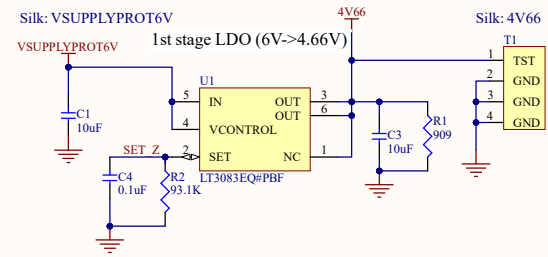 Silk: VSUPPLYPROT6V
4V66
Silk: 4V66
VSUPPLYPROT6V
1st stage LDO (6V->4.66V)
T1
1 TST
2 GND
3 GND
4 GND
U1
5 IN OUT 3
OUT 6
4 VCONTROL
2 SET NC 1
LT3083EQ#PBF
C1
10uF
SET_Z
C4
0.1uF
R2
93.1K
C3
10uF
R1
909